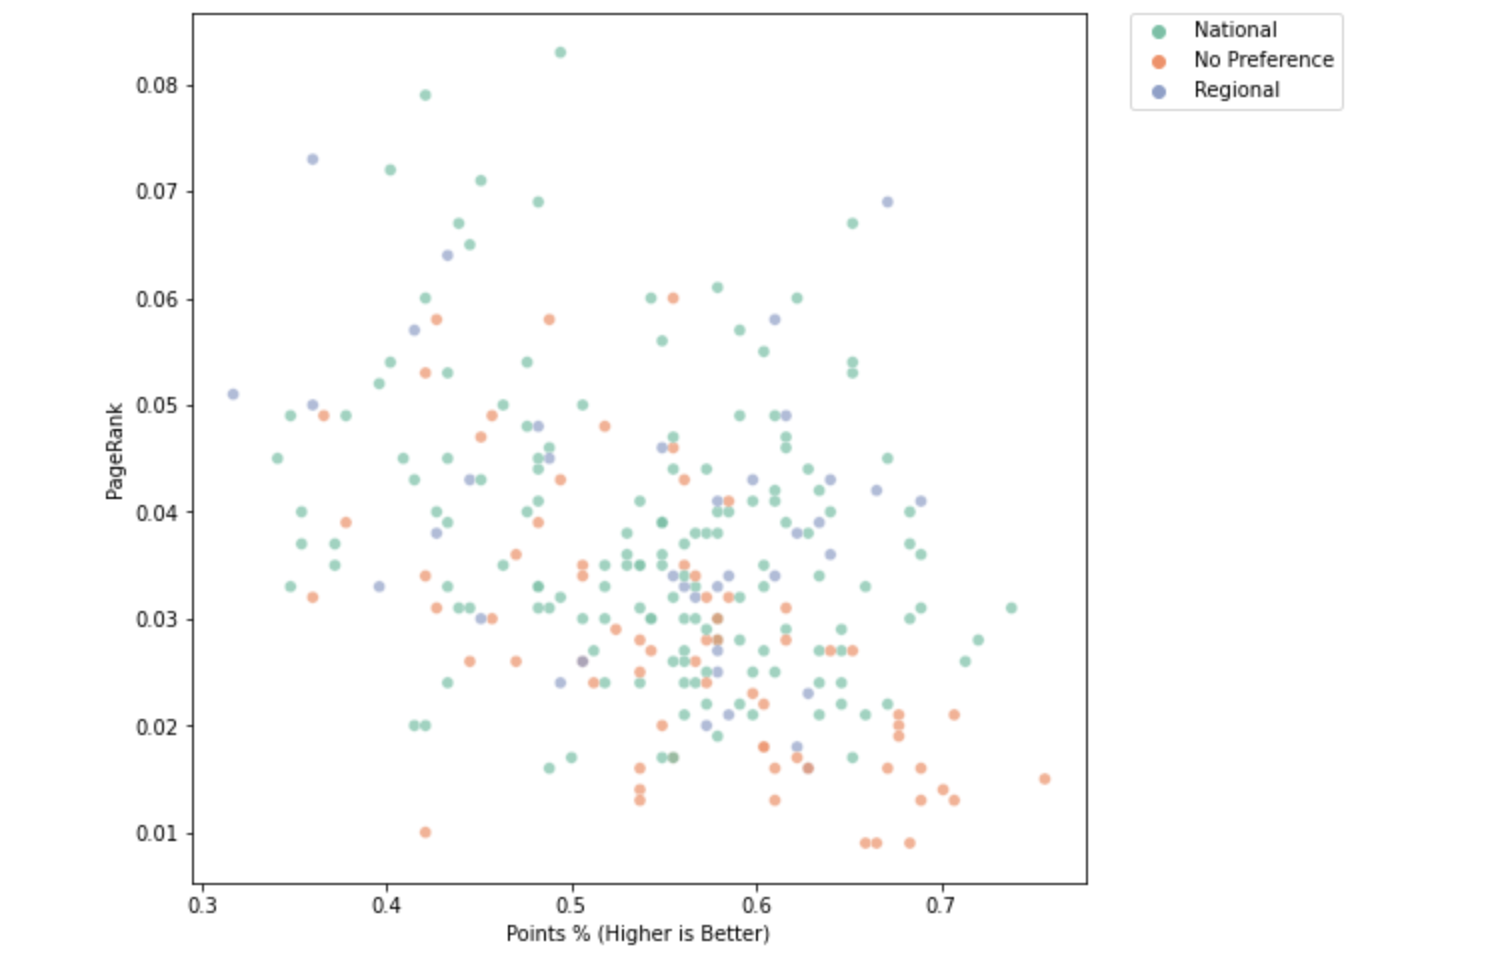 National
No Preference
Regional
0.08
0.07
0.06
0.05
0.04
0.03
0.02
0.01
PageRank
0.3 0.4 0.5 0.6 0.7
Points % (Higher is Better)